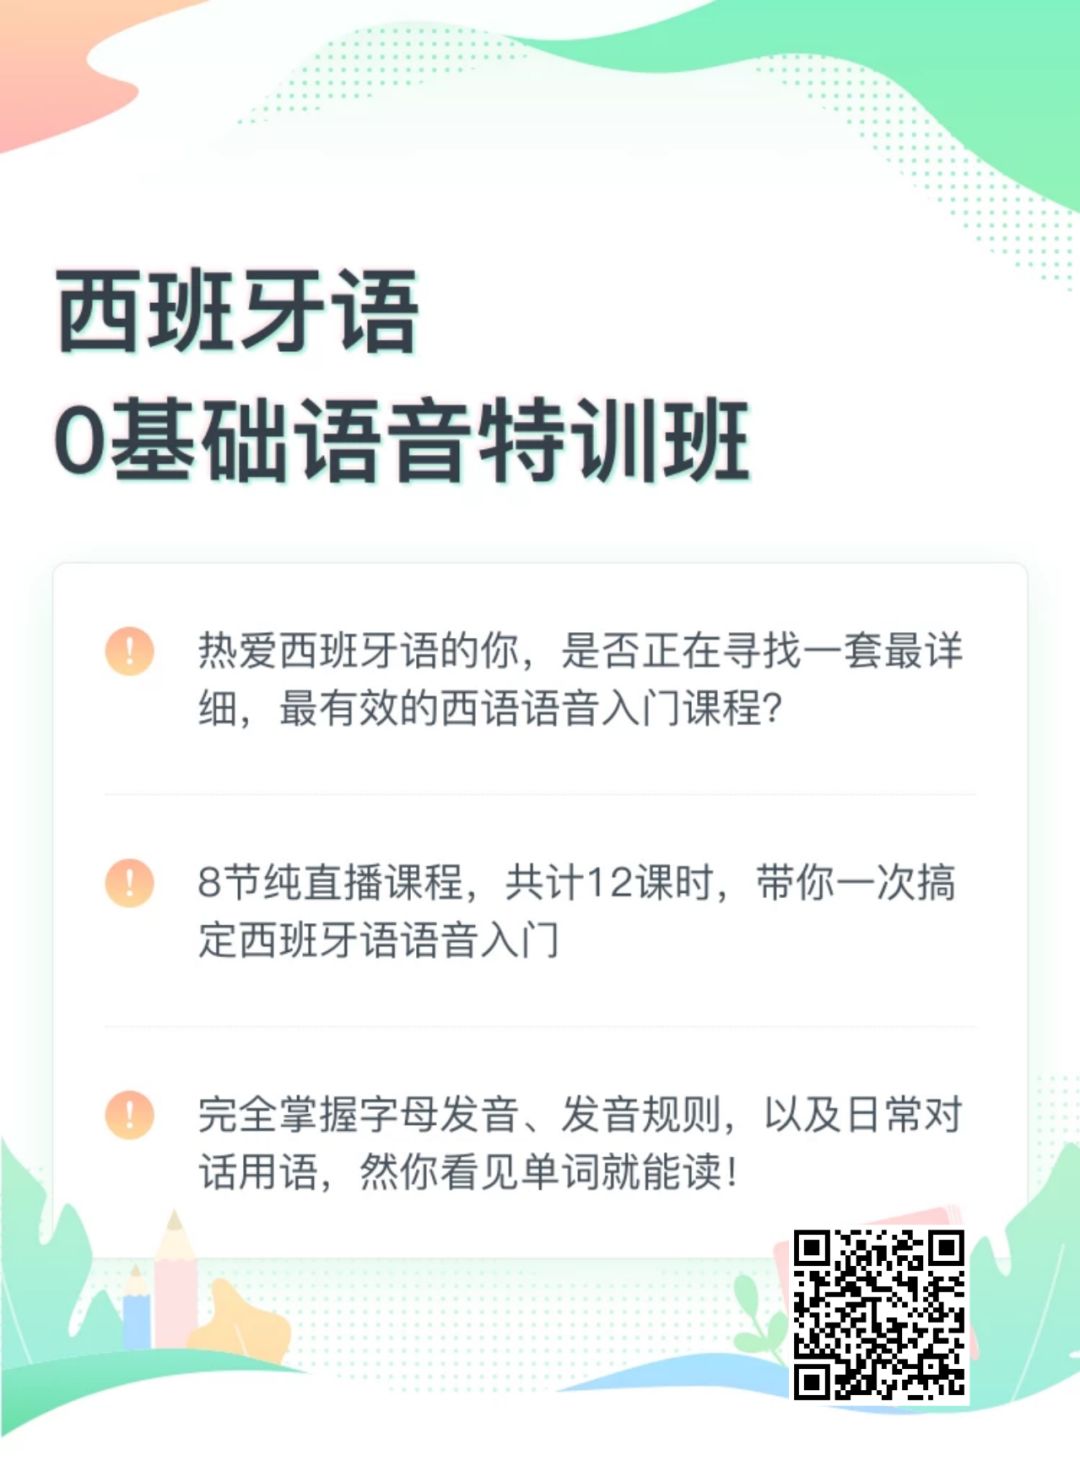 西班牙语
0基础语音特训班
热爱西班牙语的你，是否正在寻找一套最详
细，最有效的西语语音入门课程？
8节纯直播课程，共计12课时，带你一次搞
定西班牙语语音入门
完全掌握字母发音、发音规则，以及日常对
话用语，然你看见单词就能读！